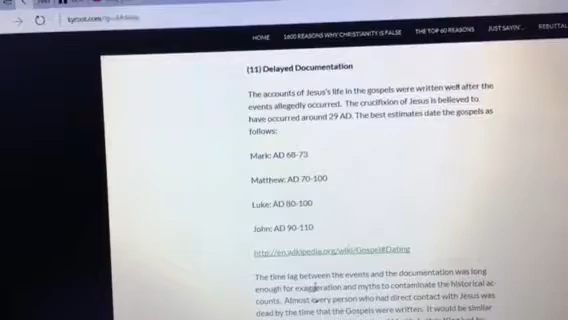 kyroot.com
HOME 1600 REASONS WHY CHRISTIANITY IS FALSE THE TOP 60 REASONS JUST SAYIN'... REBUTTAL
(11) Delayed Documentation
The accounts of Jesus's life in the gospels were written well after the
events allegedly occurred. The crucifixion of Jesus is believed to
have occurred around 29 AD. The best estimates date the gospels as
follows:
Mark: AD 68-73
Matthew: AD 70-100
Luke: AD 80-100
John: AD 90-110
http://en.wikipedia.org/wiki/Gospel#Dating
The time lag between the events and the documentation was long
enough for exaggeration and myths to contaminate the historical ac-
counts. Almost every person who had direct contact with Jesus was
dead by the time that the Gospels were written. It would be similar